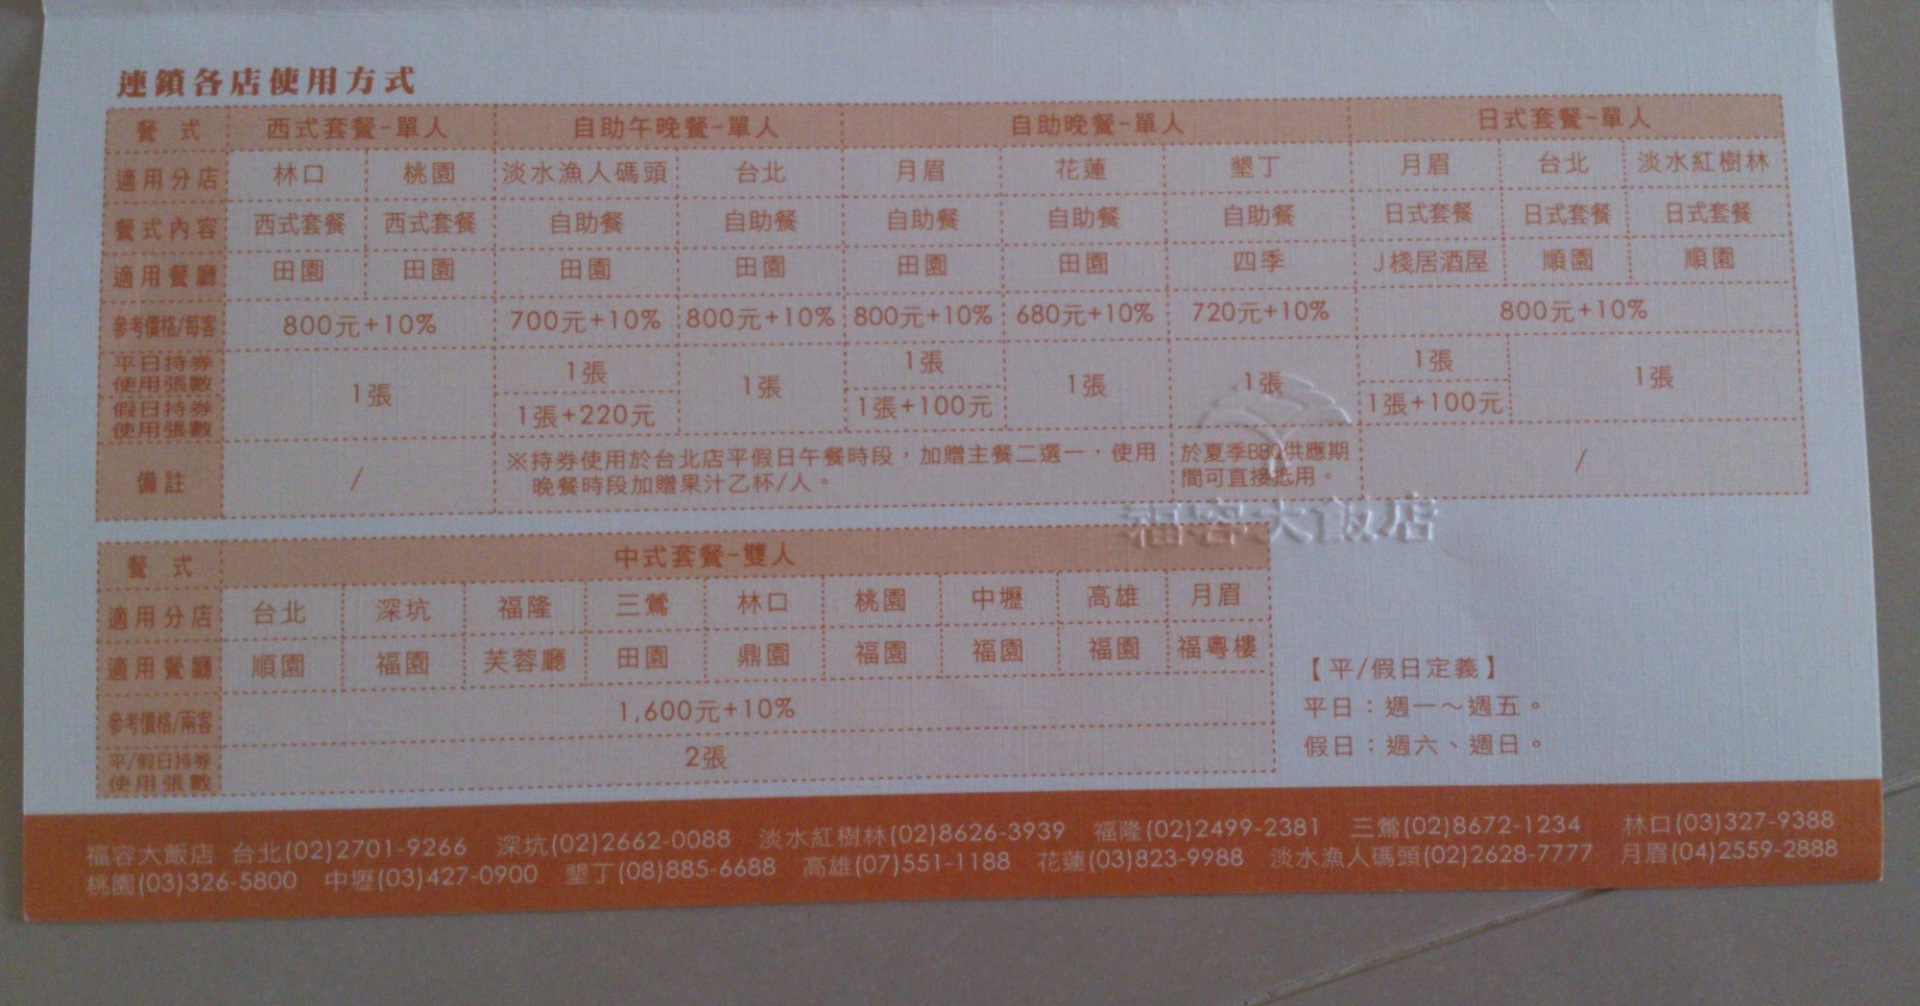 連鎖各店使用方式
餐式 西式套餐-單人 自助午晚餐-單人 自助晚餐-單人 日式套餐-單人
適用分店 林口 桃園 淡水漁人碼頭 台北 月眉 花蓮 墾丁 月眉 台北 淡水紅樹林
餐式內容 西式套餐 西式套餐 自助餐 自助餐 自助餐 自助餐 自助餐 日式套餐 日式套餐 日式套餐
適用餐廳 田園 田園 田園 田園 田園 田園 四季 J棧居酒屋 順園 順園
參考價格/每客 800元+10% 700元+10% 800元+10% 800元+10% 680元+10% 720元+10% 800元+10%
平日持券
使用張數
1張 1張 1張 1張 1張 1張 1張 1張
假日持券
使用張數
1張+220元 1張+100元 1張+100元
備註 / ※持券使用於台北店平假日午餐時段，加贈主餐二選一，使用
晚餐時段加贈果汁乙杯/人。
於夏季BBQ供應期
間可直接抵用。
/
福容大飯店
餐式 中式套餐-雙人
適用分店 台北 深坑 福隆 三鶯 林口 桃園 中壢 高雄 月眉
適用餐廳 順園 福園 芙蓉廳 田園 鼎園 福園 福園 福園 福粵樓
參考價格/兩客 1,600元+10%
平/假日持券
使用張數
2張
【平/假日定義】
平日：週一～週五。
假日：週六、週日。
福容大飯店 台北(02)2701-9266 深坑(02)2662-0088 淡水紅樹林(02)8626-3939 福隆(02)2499-2381 三鶯(02)8672-1234 林口(03)327-9388
桃園(03)326-5800 中壢(03)427-0900 墾丁(08)885-6688 高雄(07)551-1188 花蓮(03)823-9988 淡水漁人碼頭(02)2628-7777 月眉(04)2559-2888